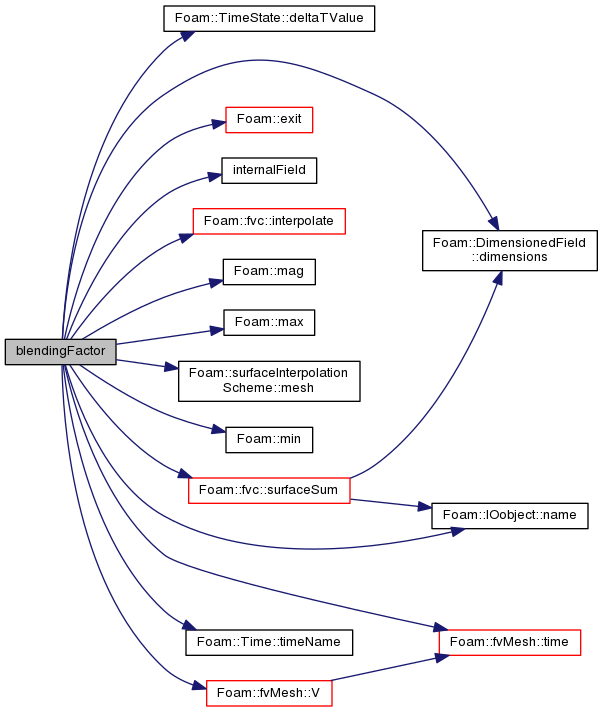 Foam::TimeState::deltaTValue
Foam::exit
internalField
Foam::fvc::interpolate
Foam::DimensionedField
::dimensions
Foam::mag
Foam::max
blendingFactor
Foam::surfaceInterpolation
Scheme::mesh
Foam::min
Foam::fvc::surfaceSum
Foam::IOobject::name
Foam::Time::timeName
Foam::fvMesh::time
Foam::fvMesh::V